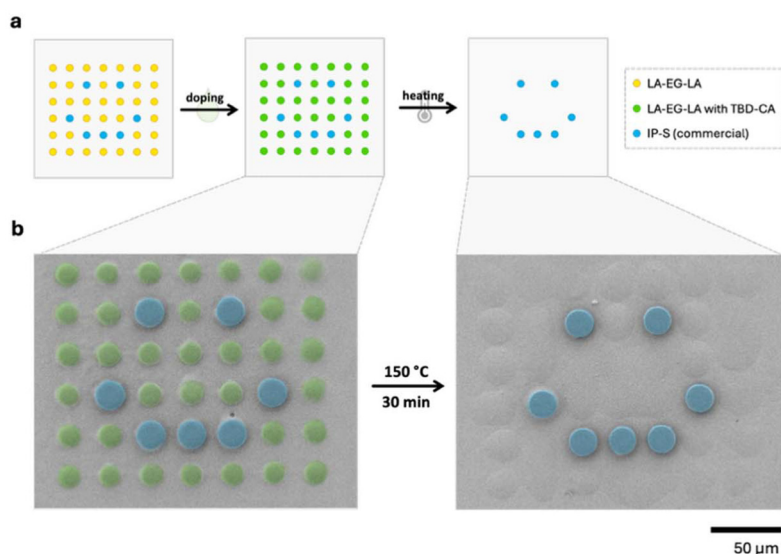 a
doping
heating
LA-EG-LA
LA-EG-LA with TBD-CA
IP-S (commercial)
b
150 °C
30 min
50 μm